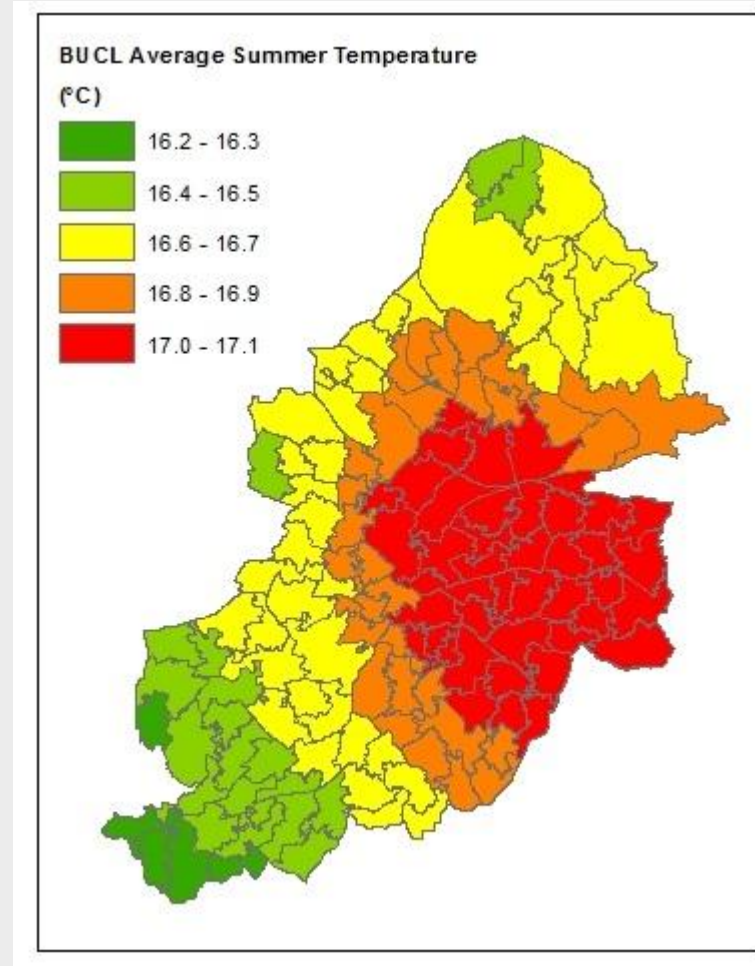 BUCL Average Summer Temperature
(°C)
16.2 - 16.3
16.4 - 16.5
16.6 - 16.7
16.8 - 16.9
17.0 - 17.1